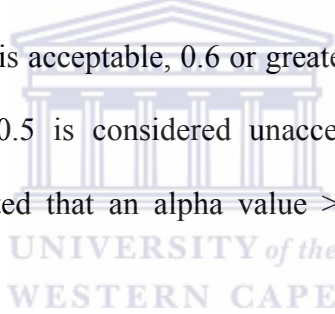 is acceptable, 0.6 or greate
0.5 is considered unacce
ed that an alpha value >
UNIVERSITY of the
WESTERN CAPE